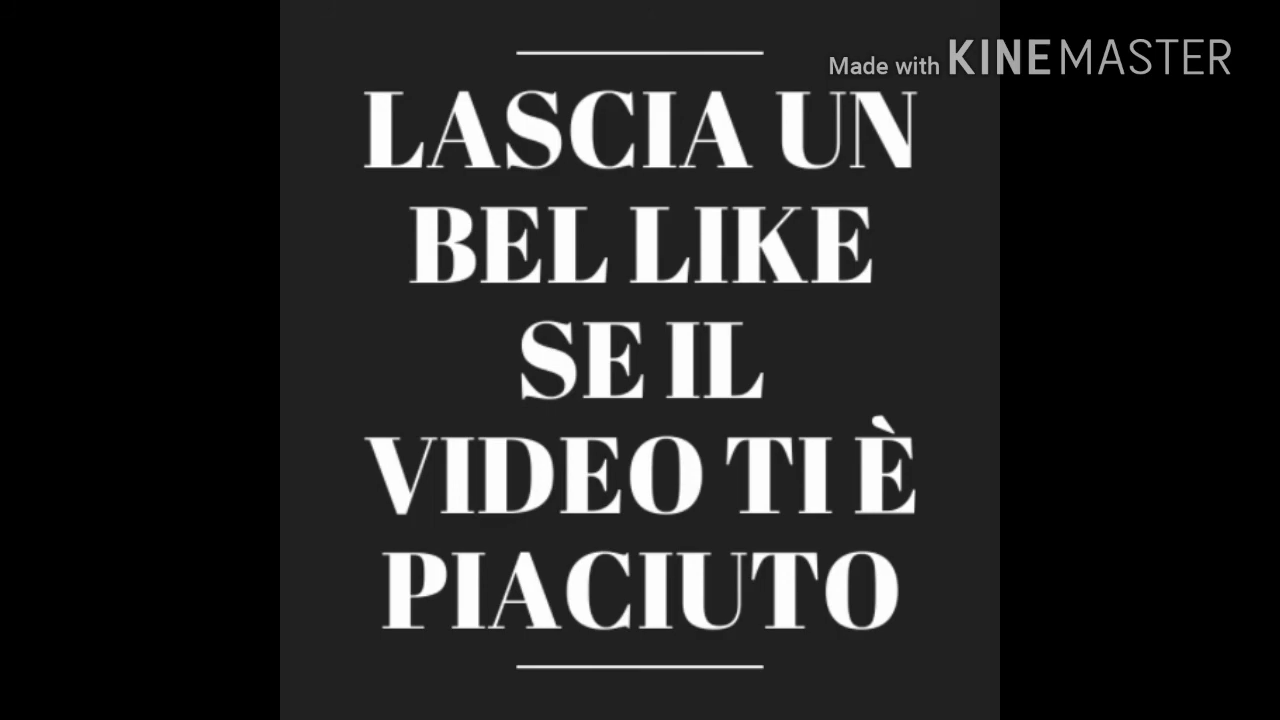 Made with KINEMASTER
LASCIA UN
BEL LIKE
SE IL
VIDEO TI È
PIACIUTO